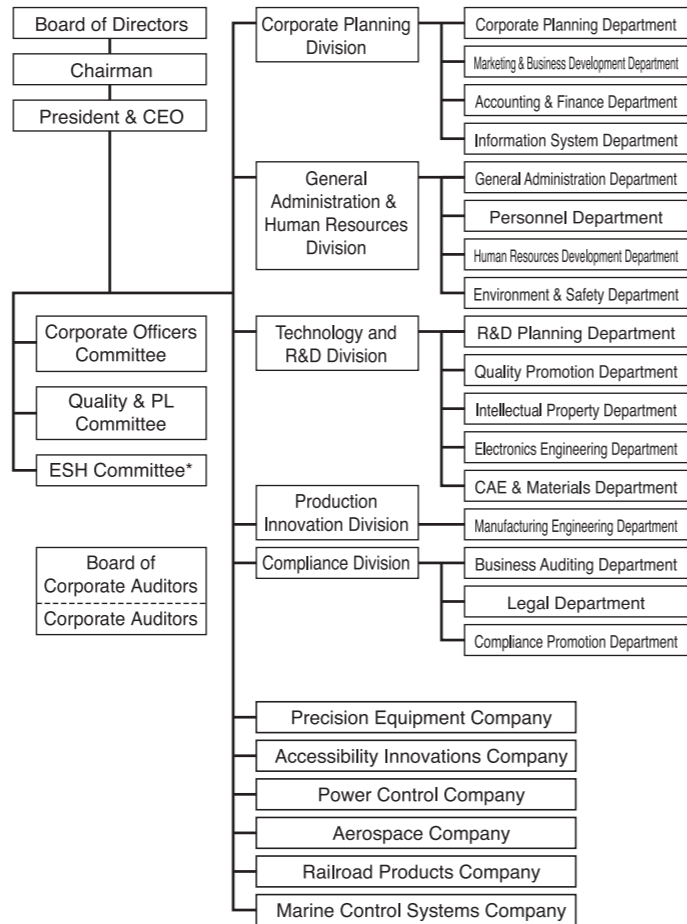 Board of Directors
Chairman
President & CEO
Corporate Officers
Committee
Quality & PL
Committee
ESH Committee*
Board of
Corporate Auditors
Corporate Auditors
Corporate Planning
Division
Corporate Planning Department
Marketing & Business Development Department
Accounting & Finance Department
Information System Department
General
Administration &
Human Resources
Division
General Administration Department
Personnel Department
Human Resources Development Department
Environment & Safety Department
Technology and
R&D Division
R&D Planning Department
Quality Promotion Department
Intellectual Property Department
Electronics Engineering Department
CAE & Materials Department
Production
Innovation Division
Manufacturing Engineering Department
Compliance Division
Business Auditing Department
Legal Department
Compliance Promotion Department
Precision Equipment Company
Accessibility Innovations Company
Power Control Company
Aerospace Company
Railroad Products Company
Marine Control Systems Company